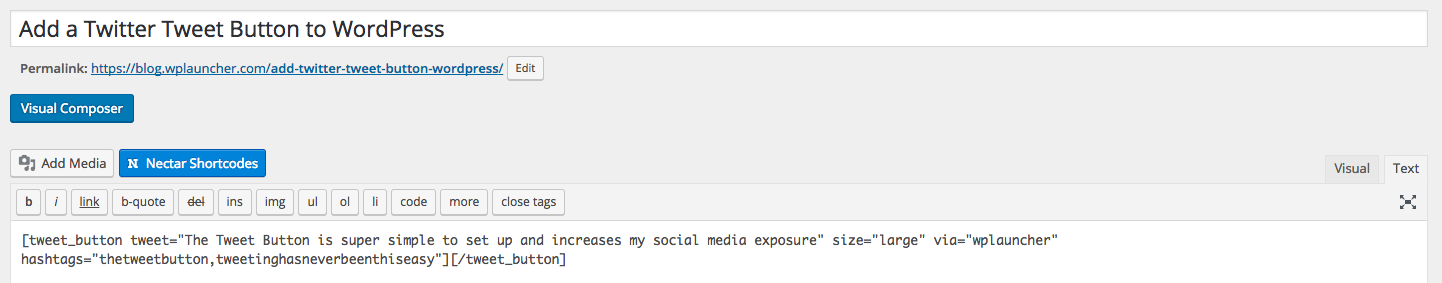 Add a Twitter Tweet Button to WordPress
Permalink: https://blog.wplauncher.com/add-twitter-tweet-button-wordpress/ Edit
Visual Composer
Add Media N Nectar Shortcodes
Visual Text
b i link b-quote del ins img ul ol li code more close tags
[tweet_button tweet="The Tweet Button is super simple to set up and increases my social media exposure" size="large" via="wplauncher"
hashtags="thetweetbutton,tweetinghasneverbeenthiseasy"][/tweet_button]